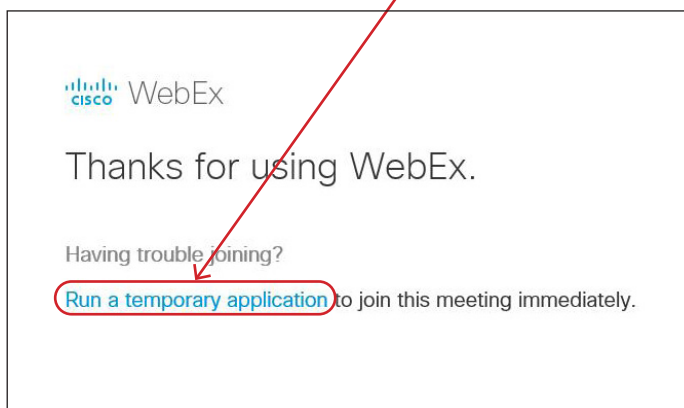 cisco WebEx
Thanks for using WebEx.
Having trouble joining?
Run a temporary application to join this meeting immediately.